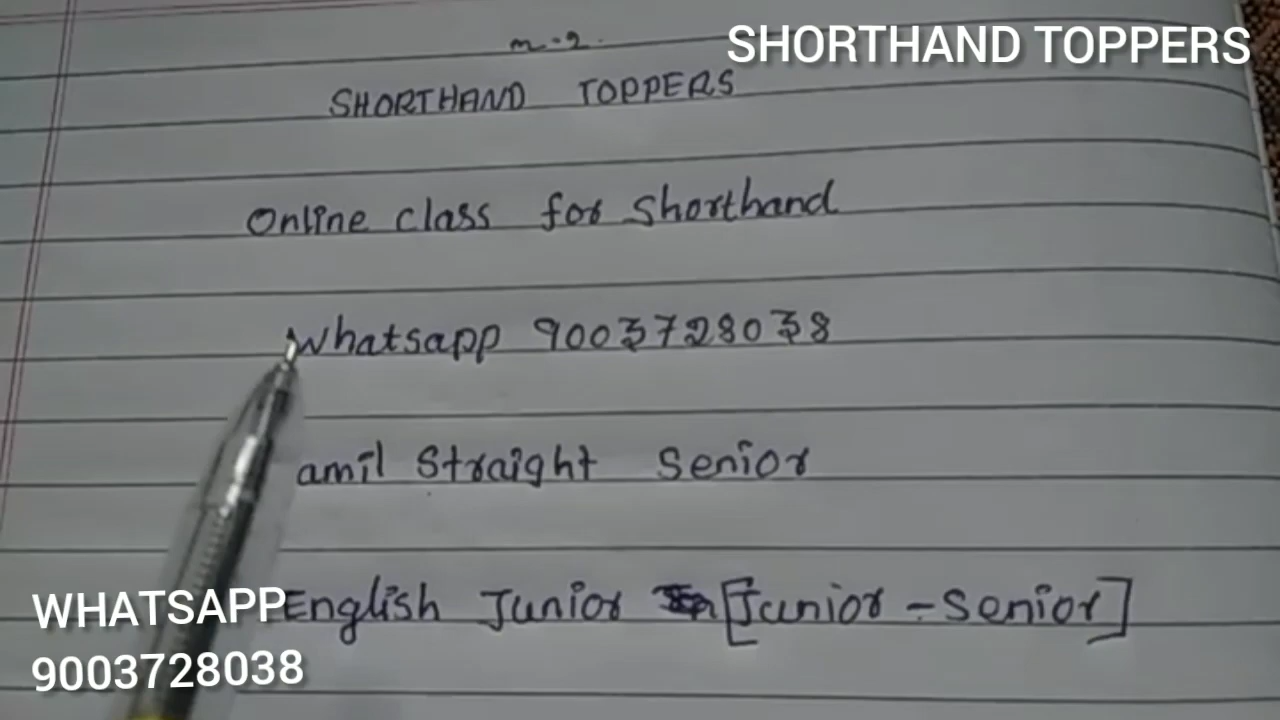 SHORTHAND TOPPERS
m.2.
SHORTHAND TOPPERS
Online class for Shorthand
Whatsapp 9003728038
amil Straight Senior
English Junior [Junior - Senior]
WHATSAPP
9003728038